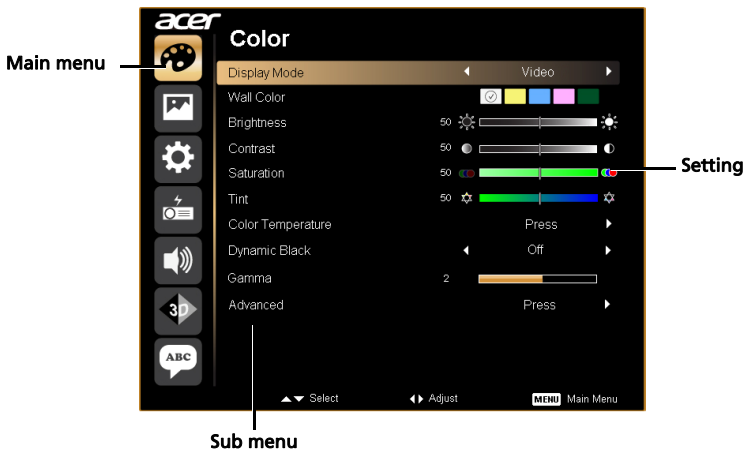 acer
Color
Main menu
Display Mode Video
Wall Color
Brightness 50
Contrast 50
Saturation 50
Setting
Tint 50
Color Temperature Press
Dynamic Black Off
Gamma 2
Advanced Press
3D
ABC
Select Adjust MENU Main Menu
Sub menu